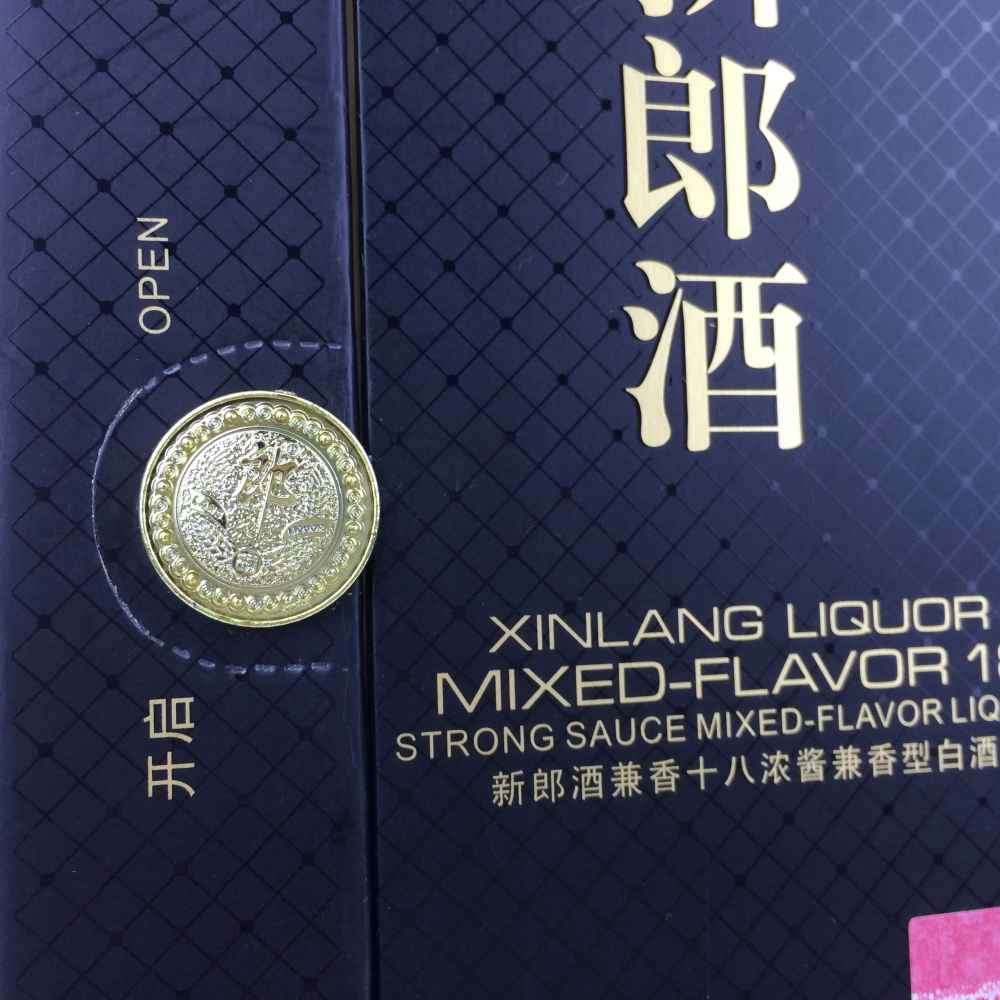 郎酒
OPEN
开启
XINLANG LIQUOR
MIXED-FLAVOR
STRONG SAUCE MIXED-FLAVOR
新郎酒兼香十八浓酱兼香型白酒